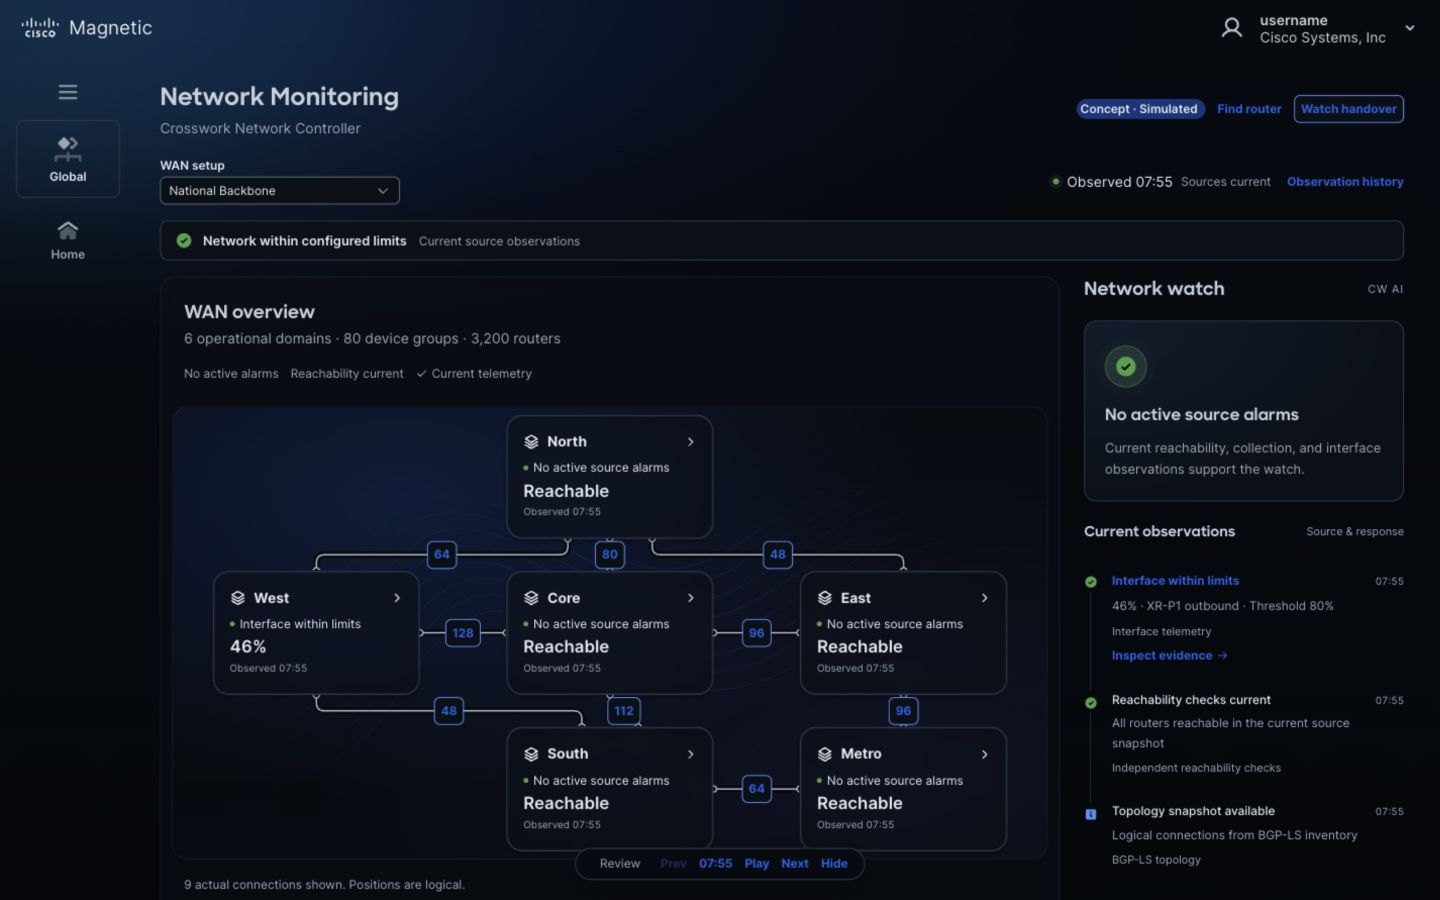 cisco Magnetic
username
Cisco Systems, Inc
Network Monitoring
Crosswork Network Controller
Concept · Simulated
Find router
Watch handover
WAN setup
National Backbone
Observed 07:55 Sources current
Observation history
Global
Home
Network within configured limits Current source observations
WAN overview
6 operational domains · 80 device groups · 3,200 routers
No active alarms Reachability current ✓ Current telemetry
North
No active source alarms
Reachable
Observed 07:55
64
80
48
West
Interface within limits
46%
Observed 07:55
128
Core
No active source alarms
Reachable
Observed 07:55
96
East
No active source alarms
Reachable
Observed 07:55
48
112
96
South
No active source alarms
Reachable
Observed 07:55
64
Metro
No active source alarms
Reachable
Observed 07:55
Review Prev 07:55 Play Next Hide
9 actual connections shown. Positions are logical.
Network watch
CW AI
No active source alarms
Current reachability, collection, and interface
observations support the watch.
Current observations
Source & response
Interface within limits 07:55
46% · XR-P1 outbound · Threshold 80%
Interface telemetry
Inspect evidence →
Reachability checks current 07:55
All routers reachable in the current source
snapshot
Independent reachability checks
Topology snapshot available 07:55
Logical connections from BGP-LS inventory
BGP-LS topology